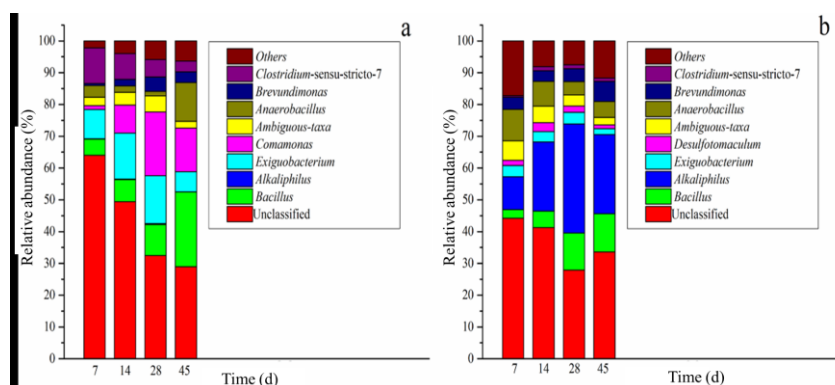 a
100
90
80
70
60
50
40
30
20
10
0
Relative abundance (%)
7 14 28 45
Time (d)
Others
Clostridium-sensu-stricto-7
Brevundimonas
Anaerobacillus
Ambiguous-taxa
Comamonas
Exiguobacterium
Bacillus
Unclassified
b
100
90
80
70
60
50
40
30
20
10
0
Relative abundance (%)
7 14 28 45
Time (d)
Others
Clostridium-sensu-stricto-7
Brevundimonas
Anaerobacillus
Ambiguous-taxa
Desulfotomaculum
Exiguobacterium
Alkaliphilus
Bacillus
Unclassified